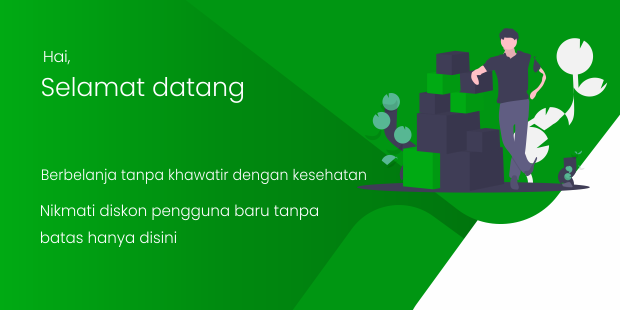 Hai,
Selamat datang
Berbelanja tanpa khawatir dengan kesehatan
Nikmati diskon pengguna baru tanpa
batas hanya disini